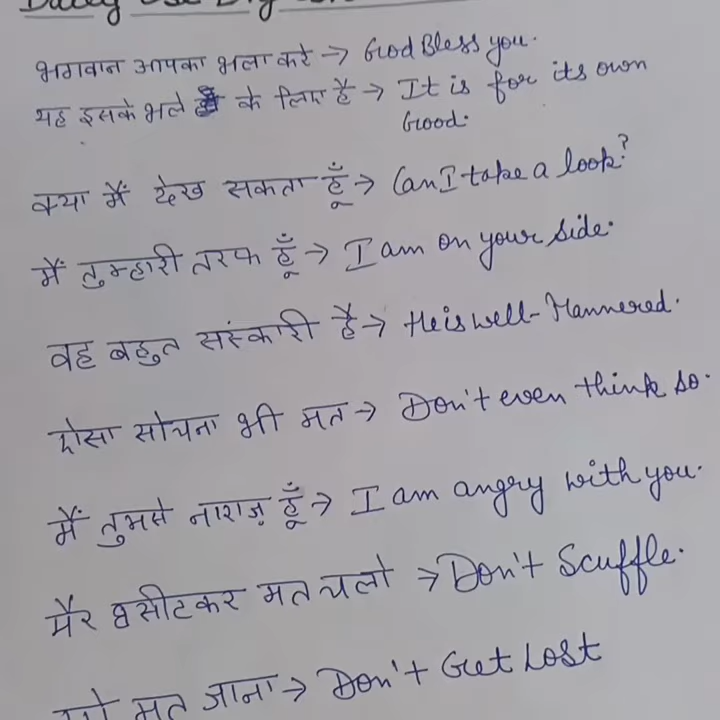 Daily Use
भगवान आपका भला करे → God Bless you.
यह इसके भले के लिए है → It is for its own
Good.
क्या मैं देख सकता हूँ → Can I take a look?
मैं तुम्हारी तरफ हूँ → I am on your side.
वह बहुत संस्कारी है → He is well-Mannered.
ऐसा सोचना भी मत → Don't even think so.
मैं तुमसे नाराज़ हूँ → I am angry with you.
पैर घसीटकर मत चलो → Don't Scuffle.
खो मत जाना → Don't Get Lost